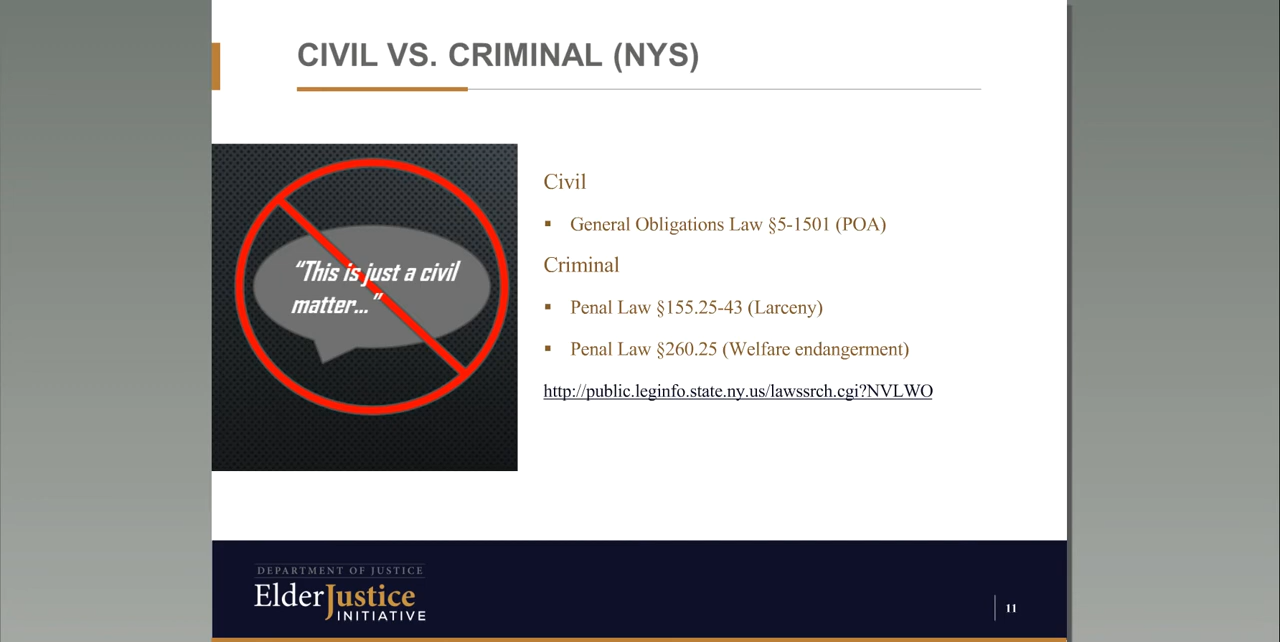 CIVIL VS. CRIMINAL (NYS)
"This is just a civil
matter..."
Civil
▪ General Obligations Law §5-1501 (POA)
Criminal
▪ Penal Law §155.25-43 (Larceny)
▪ Penal Law §260.25 (Welfare endangerment)
http://public.leginfo.state.ny.us/lawssrch.cgi?NVLWO
DEPARTMENT OF JUSTICE
ElderJustice
INITIATIVE
11